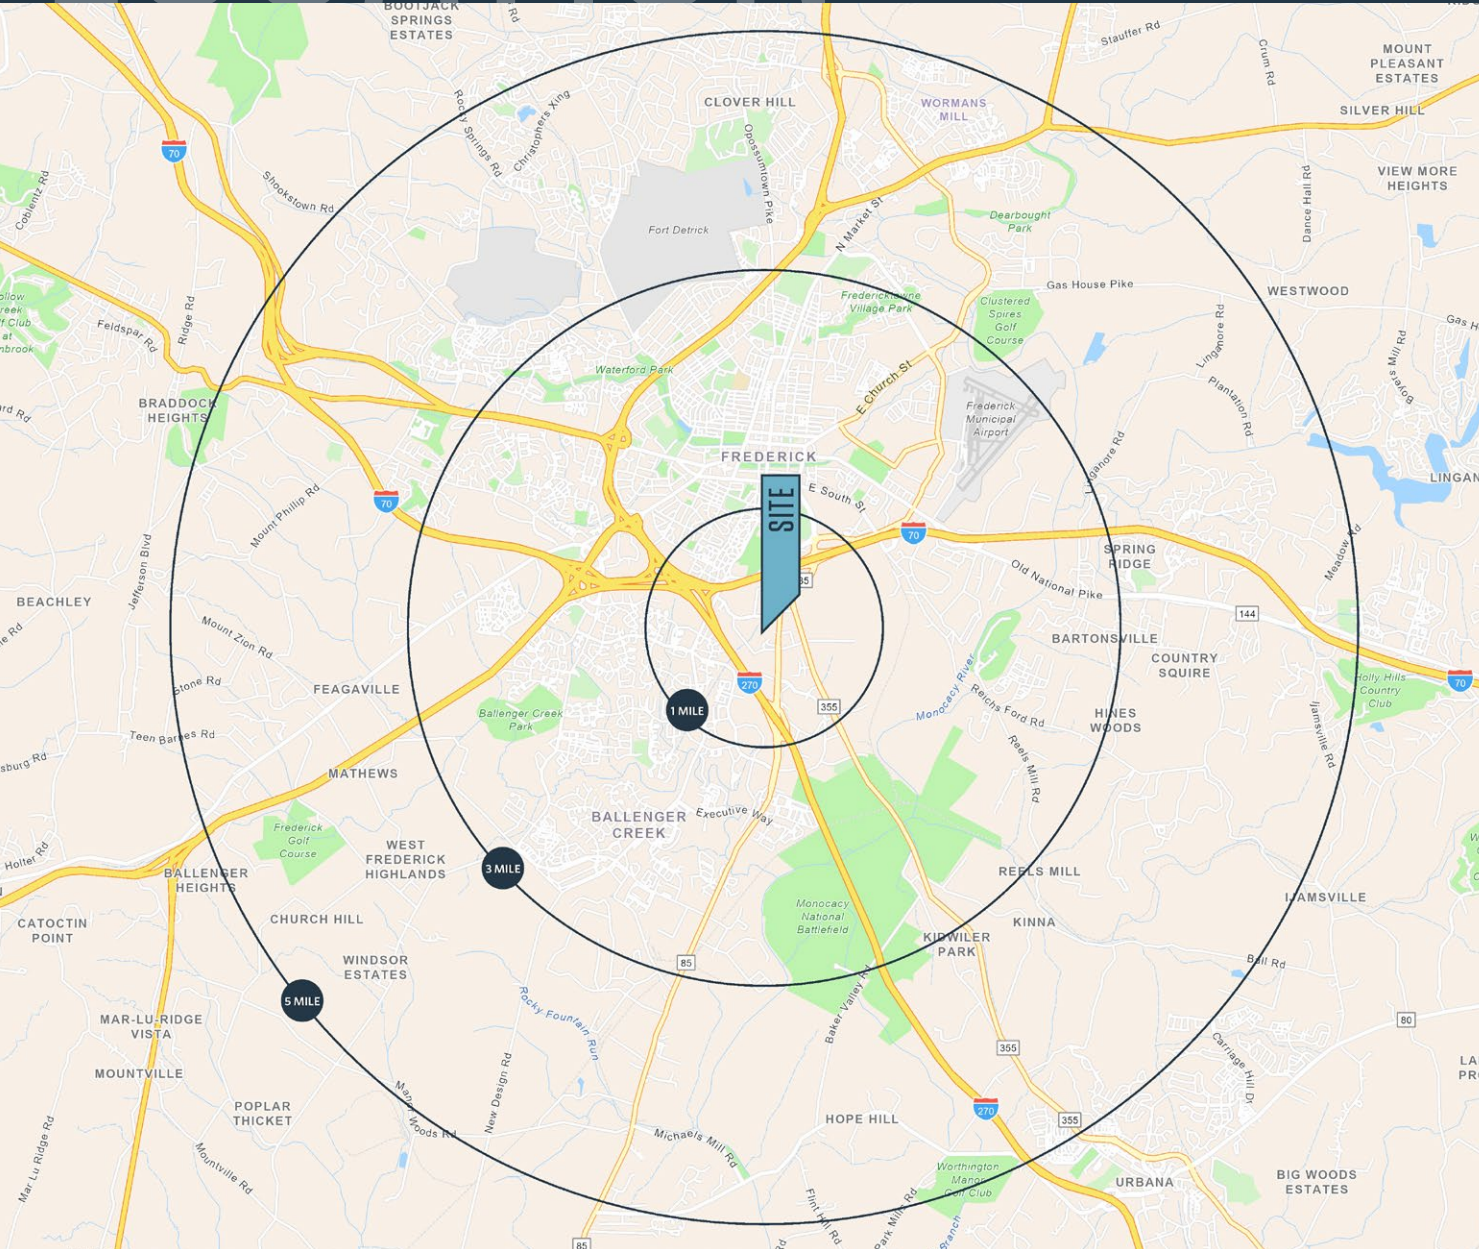 BOOTJACK
SPRINGS
ESTATES
Stauffer Rd
Crum Rd
MOUNT
PLEASANT
ESTATES
CLOVER HILL
WORMANS
MILL
SILVER HILL
70
Rocky Springs Rd
Christophers Xing
Opossumtown Pike
Coblentz Rd
Shookstown Rd
VIEW MORE
HEIGHTS
Dance Hall Rd
N Market St
Dearbought
Park
Fort Detrick
Gas House Pike
WESTWOOD
Fredericktowne
Village Park
Clustered
Spires
Golf
Course
Feldspar Rd
Ridge Rd
Linganore Rd
Boyers Mill Rd
Waterford Park
E Church St
Plantation Rd
BRADDOCK
HEIGHTS
Frederick
Municipal
Airport
FREDERICK
Linganore Rd
SITE
E South St
70
70
Mount Phillip Rd
Jefferson Blvd
SPRING
RIDGE
Meadow Rd
Old National Pike
BEACHLEY
144
Mount Zion Rd
BARTONSVILLE
COUNTRY
SQUIRE
Stone Rd
FEAGAVILLE
270
70
Holly Hills
Country
Club
Monocacy River
Reichs Ford Rd
1 MILE
355
Ballenger Creek
Park
HINES
WOODS
Ijamsville Rd
Teen Barnes Rd
Reels Mill Rd
MATHEWS
BALLENGER
CREEK
Executive Way
Frederick
Golf
Course
WEST
FREDERICK
HIGHLANDS
3 MILE
Holter Rd
BALLENGER
HEIGHTS
REELS MILL
IJAMSVILLE
CATOCTIN
POINT
CHURCH HILL
Monocacy
National
Battlefield
KINNA
KIDWILER
PARK
WINDSOR
ESTATES
85
Ball Rd
5 MILE
Rocky Fountain Run
Baker Valley Rd
MAR-LU-RIDGE
VISTA
80
355
Carriage Hill Dr
MOUNTVILLE
New Design Rd
Manor Woods Rd
POPLAR
THICKET
HOPE HILL
270
355
Michaels Mill Rd
Mar Lu Ridge Rd
Mountville Rd
Worthington
Manor
Golf Club
URBANA
BIG WOODS
ESTATES
Flint Hill Rd
Park Mills Rd
85